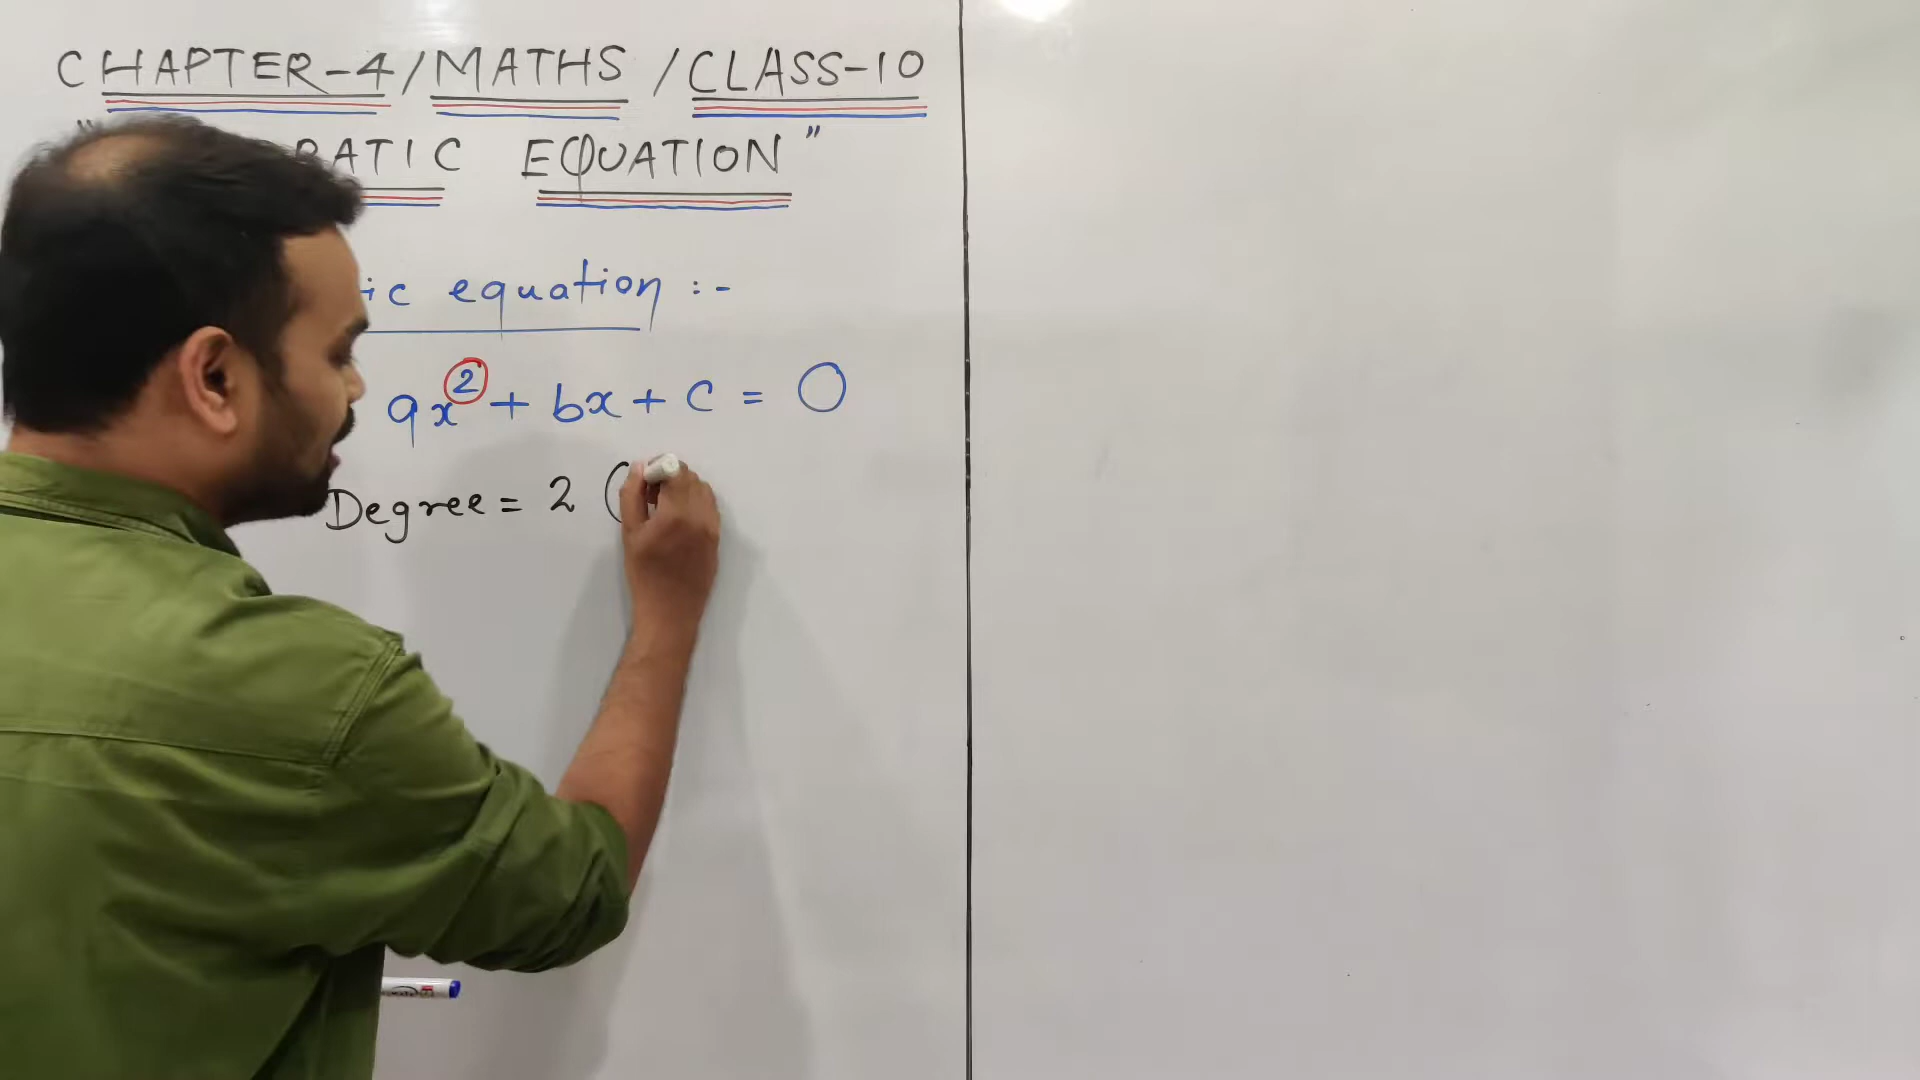 CHAPTER-4/MATHS/CLASS-10
RATIC EQUATION"
ic equation :-
ax² + bx + c = 0
Degree = 2 (